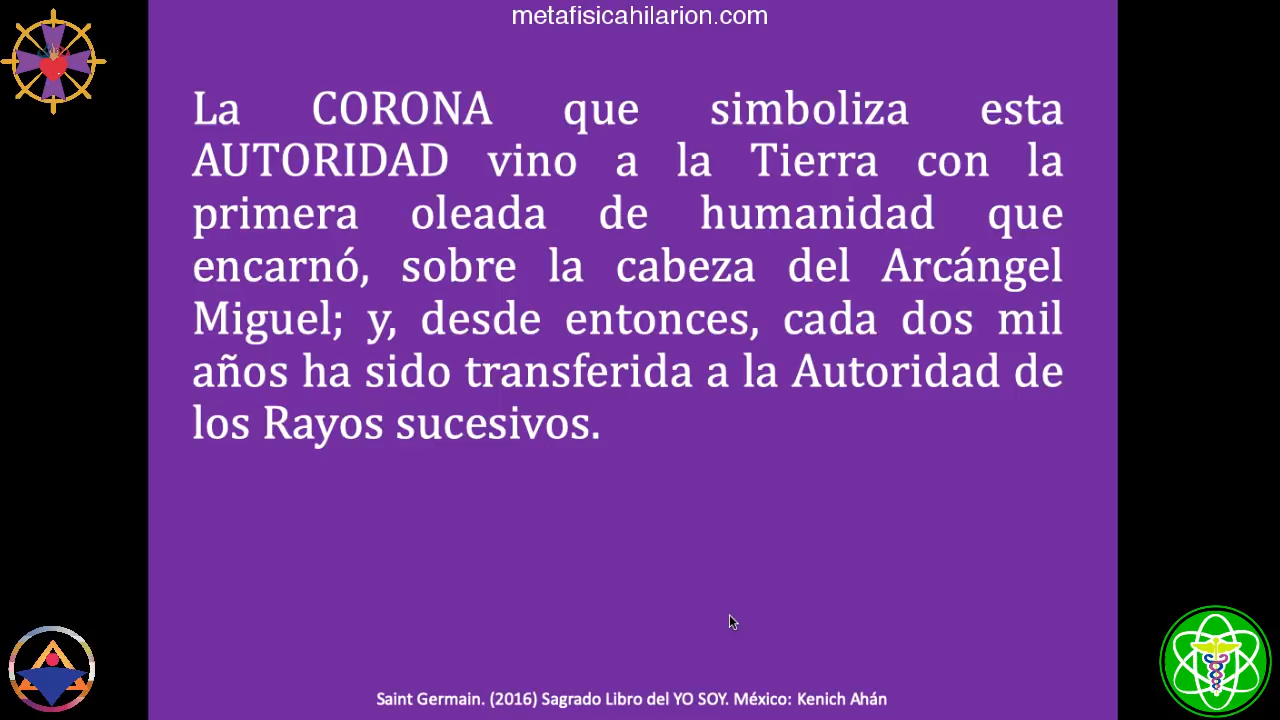 metafisicahilarion.com
La CORONA que simboliza esta
AUTORIDAD vino a la Tierra con la
primera oleada de humanidad que
encarnó, sobre la cabeza del Arcángel
Miguel; y, desde entonces, cada dos mil
años ha sido transferida a la Autoridad de
los Rayos sucesivos.
Saint Germain. (2016) Sagrado Libro del YO SOY. México: Kenich Ahán